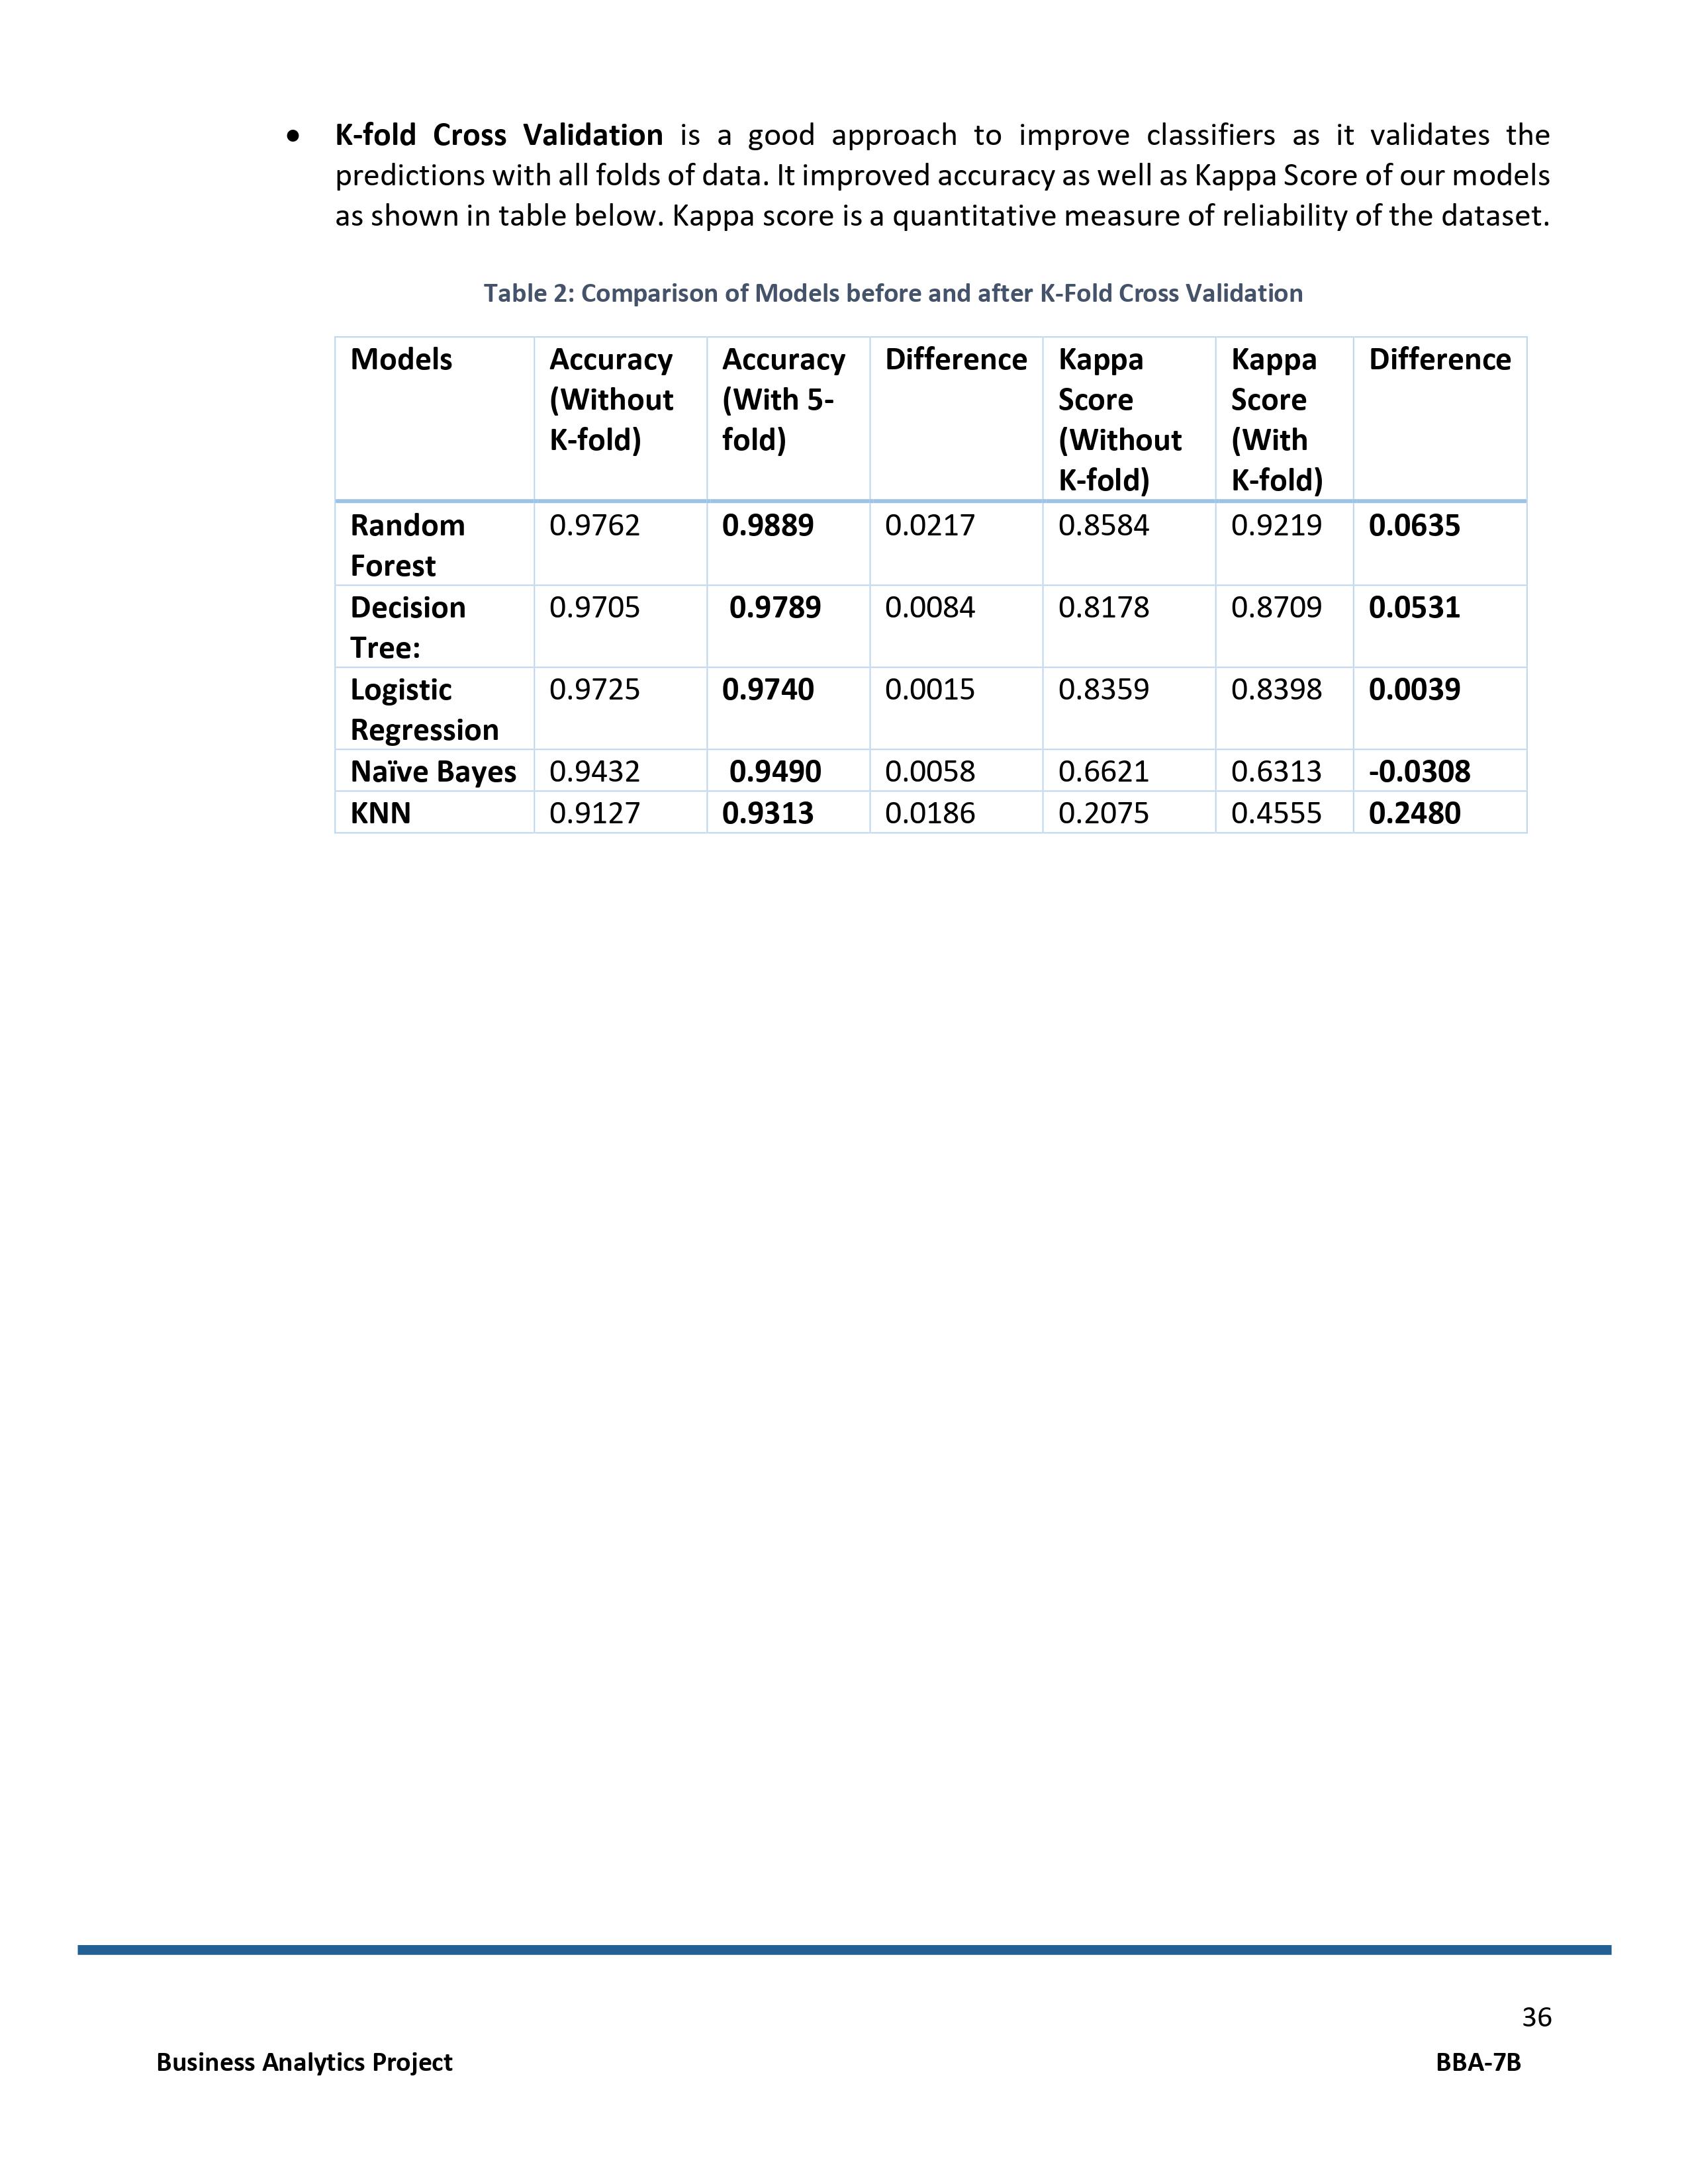 • K-fold Cross Validation is a good approach to improve classifiers as it validates the
predictions with all folds of data. It improved accuracy as well as Kappa Score of our models
as shown in table below. Kappa score is a quantitative measure of reliability of the dataset.
Table 2: Comparison of Models before and after K-Fold Cross Validation
Models Accuracy (Without K-fold) Accuracy (With 5-fold) Difference Kappa Score (Without K-fold) Kappa Score (With K-fold) Difference
Random Forest 0.9762 0.9889 0.0217 0.8584 0.9219 0.0635
Decision Tree: 0.9705 0.9789 0.0084 0.8178 0.8709 0.0531
Logistic Regression 0.9725 0.9740 0.0015 0.8359 0.8398 0.0039
Naïve Bayes 0.9432 0.9490 0.0058 0.6621 0.6313 -0.0308
KNN 0.9127 0.9313 0.0186 0.2075 0.4555 0.2480
36
Business Analytics Project BBA-7B